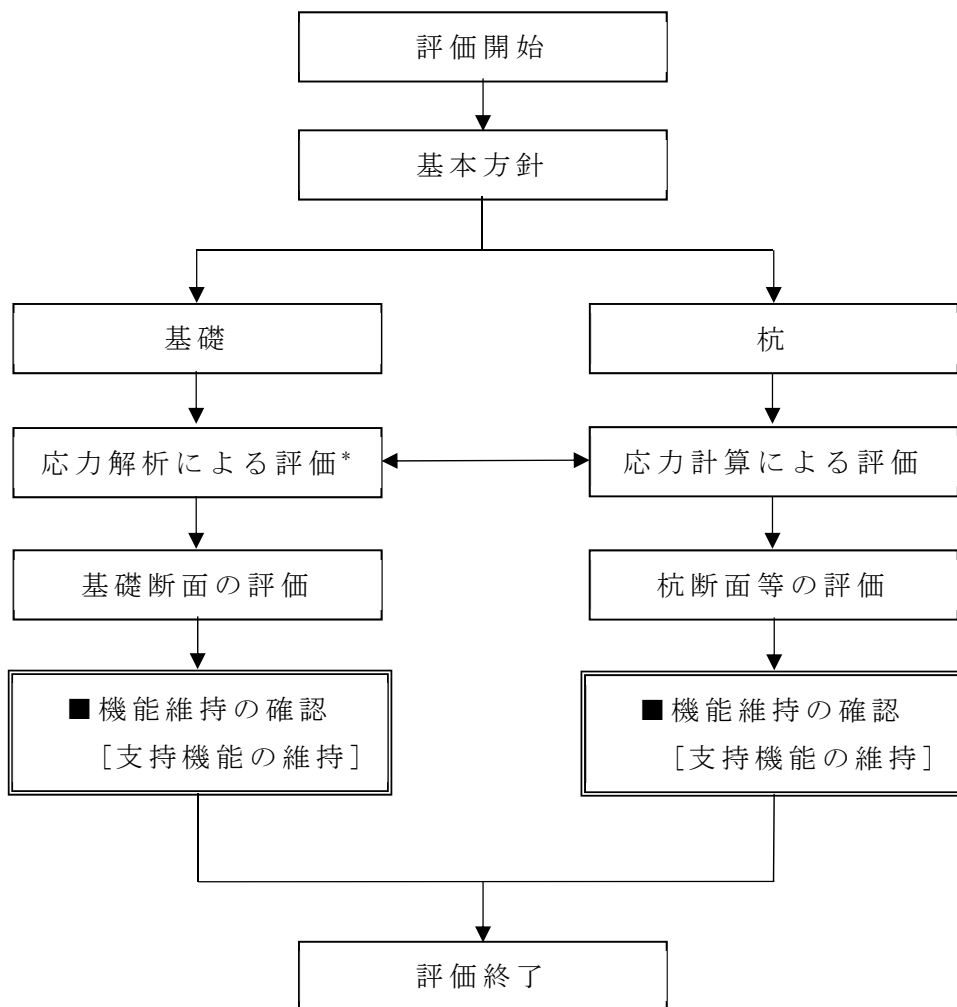 評価開始
基本方針
基礎
杭
応力解析による評価*
応力計算による評価
基礎断面の評価
杭断面等の評価
■機能維持の確認
[支持機能の維持]
■機能維持の確認
[支持機能の維持]
評価終了